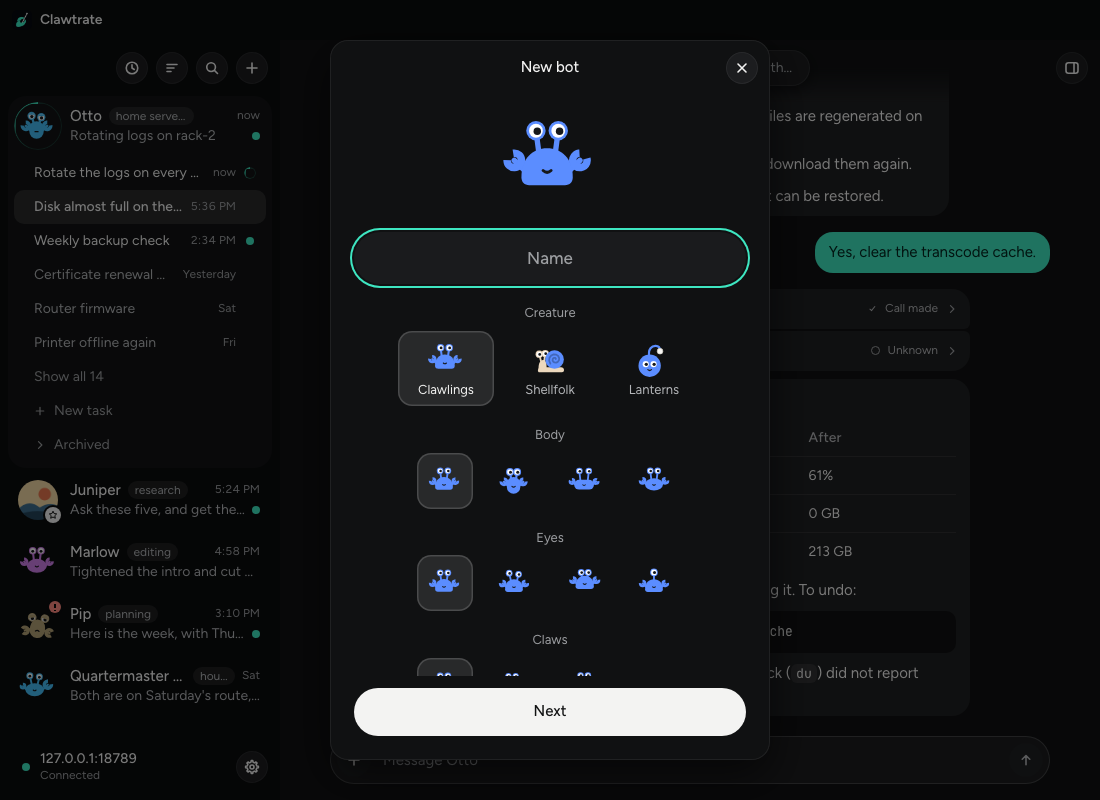 Clawtrate
New bot
Otto home serve... now
Rotating logs on rack-2
Rotate the logs on every ... now
Disk almost full on the... 5:36 PM
Weekly backup check 2:34 PM
Certificate renewal ... Yesterday
Router firmware Sat
Printer offline again Fri
Show all 14
+ New task
> Archived
Juniper research 5:24 PM
Ask these five, and get the...
Marlow editing 4:58 PM
Tightened the intro and cut ...
Pip planning 3:10 PM
Here is the week, with Thu...
Quartermaster ... hou... Sat
Both are on Saturday's route,...
127.0.0.1:18789
Connected
Name
Creature
Clawlings
Shellfolk
Lanterns
Body
Eyes
Claws
Next
th...
files are regenerated on
download them again.
can be restored.
Yes, clear the transcode cache.
✓ Call made >
Unknown >
After
61%
0 GB
213 GB
it. To undo:
(du) did not report
Message Otto